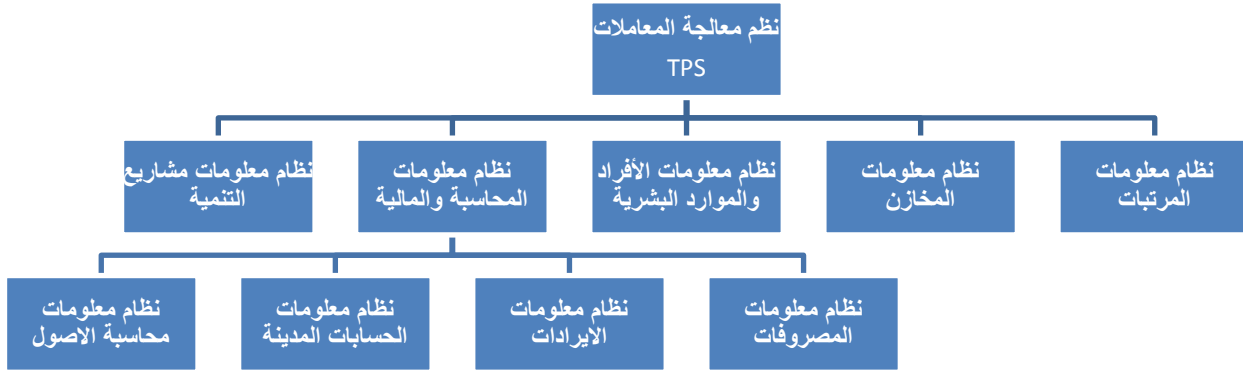 نظم معالجة المعاملات
TPS
نظام معلومات
المرتبات
نظام معلومات
المخازن
نظام معلومات الأفراد
والموارد البشرية
نظام معلومات
المحاسبة والمالية
نظام معلومات مشاريع
التنمية
نظام معلومات
المصروفات
نظام معلومات
الايرادات
نظام معلومات
الحسابات المدينة
نظام معلومات
محاسبة الاصول